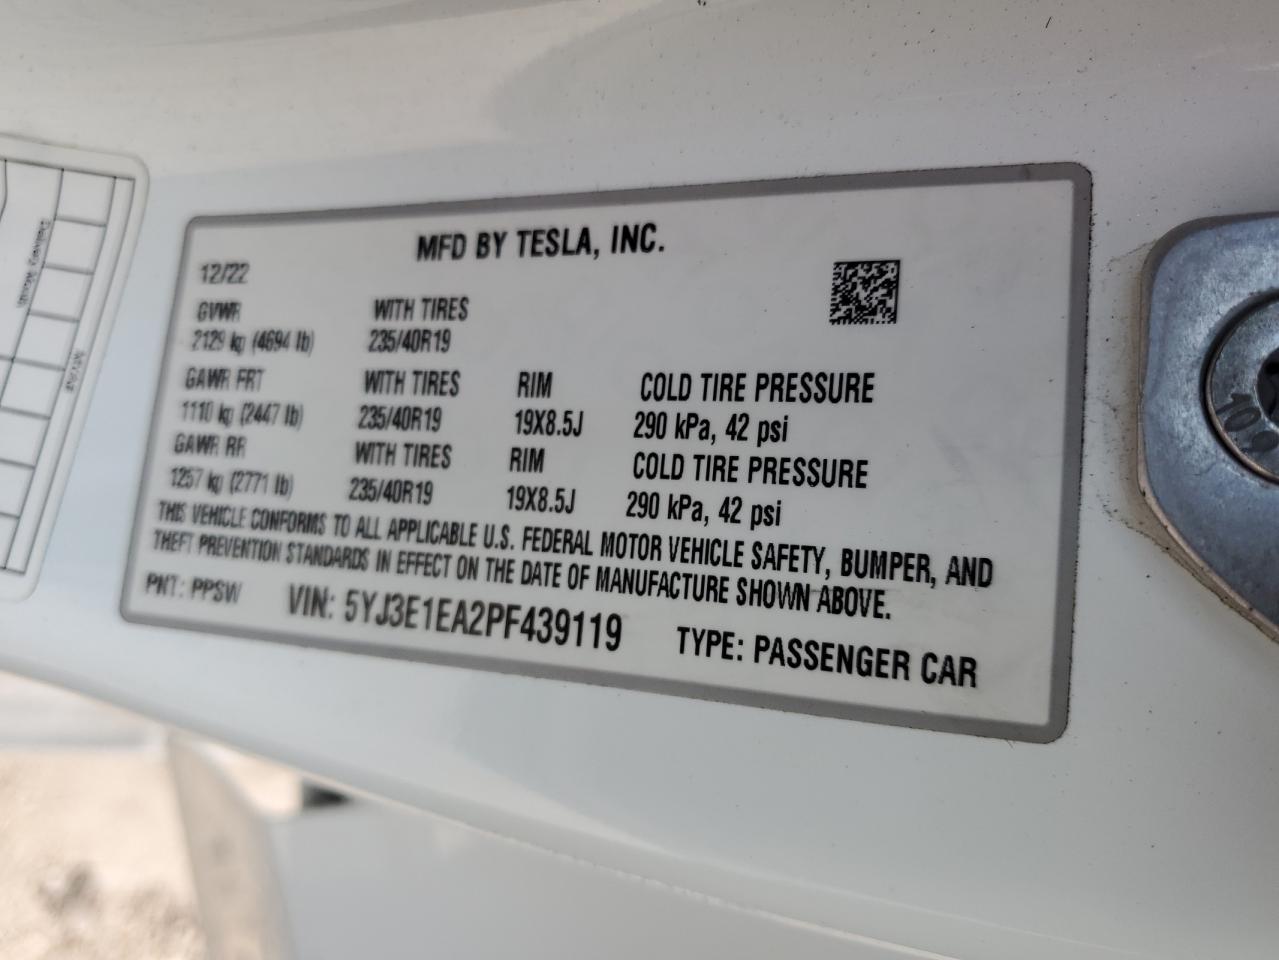 MFD BY TESLA, INC.
12/22
GVWR WITH TIRES
2129 kg (4694 lb) 235/40R19
GAWR FRT WITH TIRES RIM COLD TIRE PRESSURE
1110 kg (2447 lb) 235/40R19 19X8.5J 290 kPa, 42 psi
GAWR RR WITH TIRES RIM COLD TIRE PRESSURE
1257 kg (2771 lb) 235/40R19 19X8.5J 290 kPa, 42 psi
THIS VEHICLE CONFORMS TO ALL APPLICABLE U.S. FEDERAL MOTOR VEHICLE SAFETY, BUMPER, AND
THEFT PREVENTION STANDARDS IN EFFECT ON THE DATE OF MANUFACTURE SHOWN ABOVE.
PNT: PPSW VIN: 5YJ3E1EA2PF439119 TYPE: PASSENGER CAR
10.9